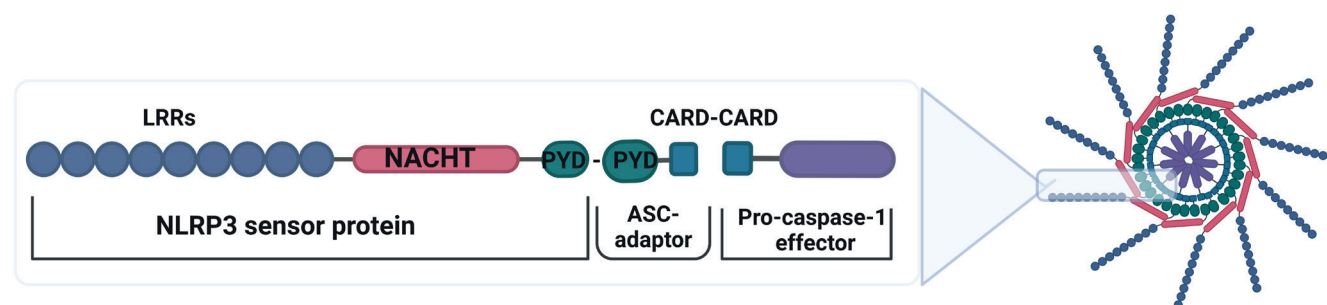 LRRs
CARD-CARD
NACHT
PYD - PYD
NLRP3 sensor protein
ASC-
adaptor
Pro-caspase-1
effector